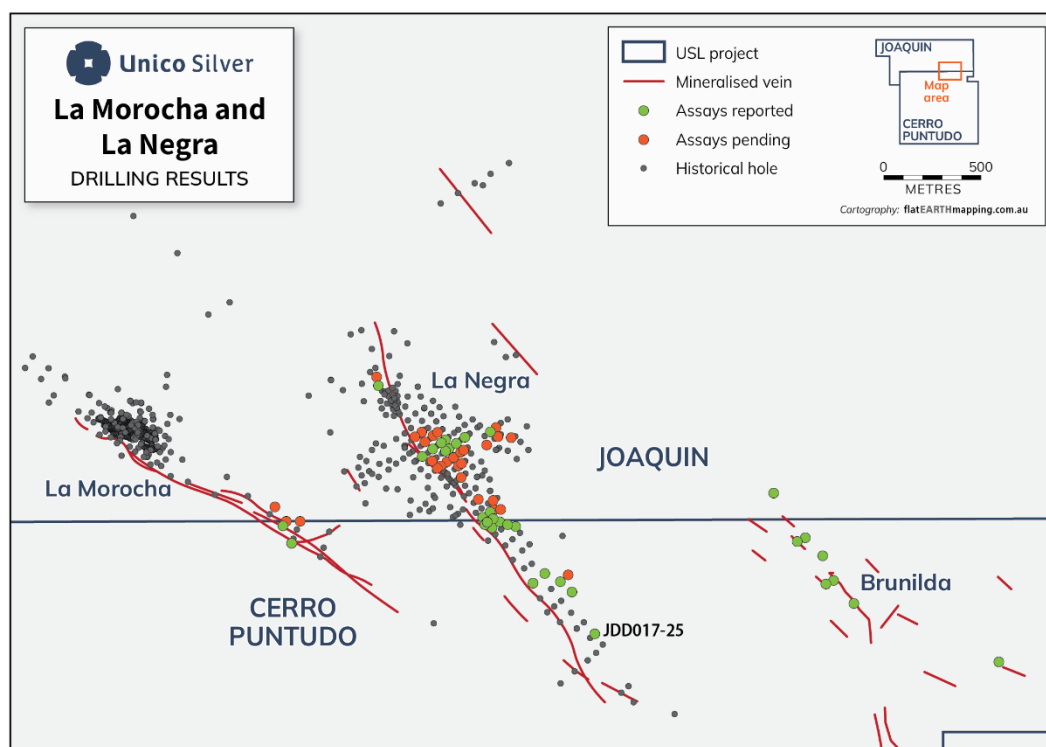 Unico Silver
La Morocha and
La Negra
DRILLING RESULTS
USL project
Mineralised vein
Assays reported
Assays pending
Historical hole
JOAQUIN
Map
area
CERRO
PUNTUDO
0 500
METRES
Cartography: flatEARTHmapping.com.au
La Negra
JOAQUIN
La Morocha
Brunilda
CERRO
PUNTUDO
JDD017-25